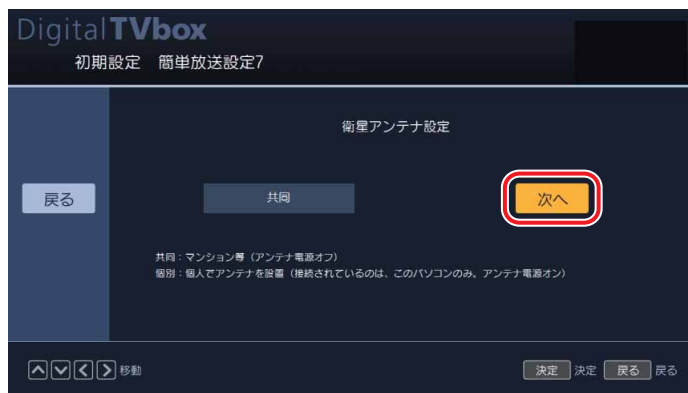 DigitalTVbox
初期設定 簡単放送設定7
衛星アンテナ設定
戻る 共同 次へ
共同：マンション等（アンテナ電源オフ）
個別：個人でアンテナを設置（接続されているのは、このパソコンのみ。アンテナ電源オン）
移動 決定 決定 戻る 戻る